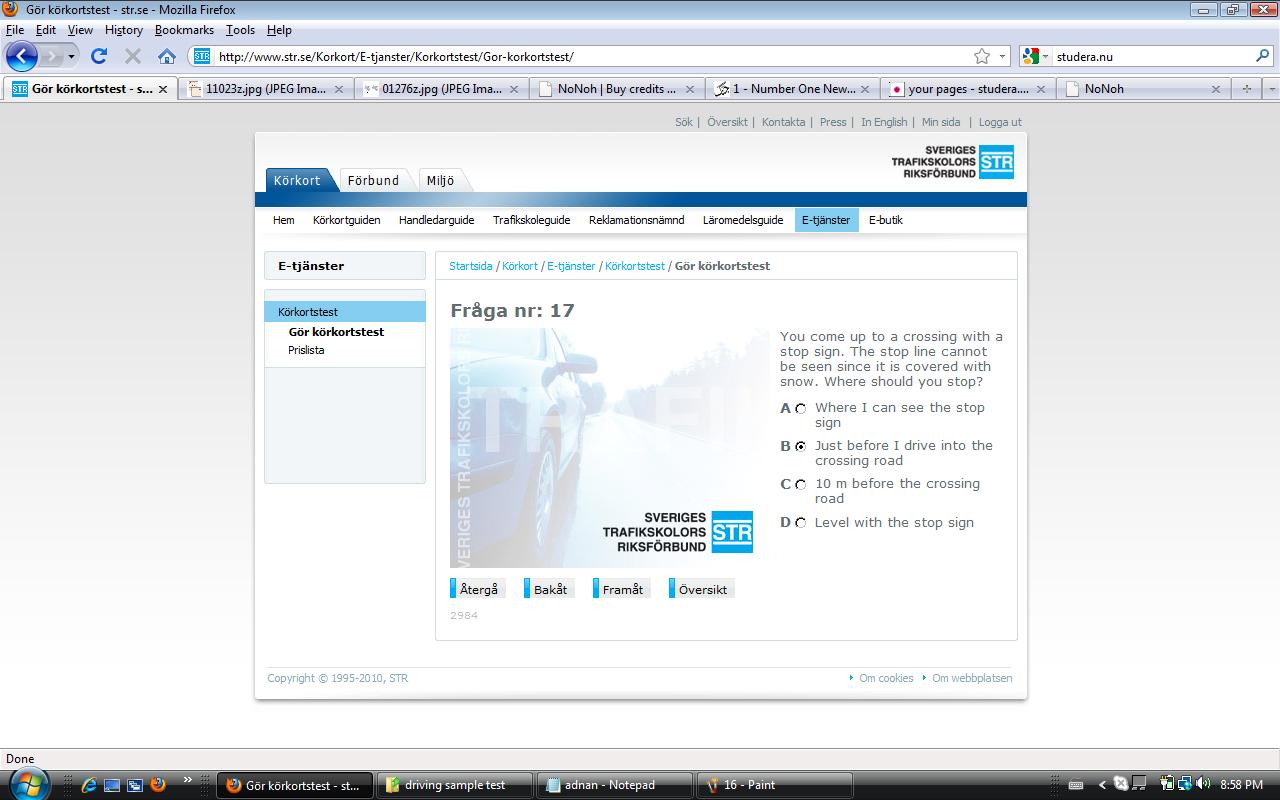 Gör körkortstest - str.se - Mozilla Firefox
File Edit View History Bookmarks Tools Help
STR http://www.str.se/Korkort/E-tjanster/Korkortstest/Gor-korkortstest/ studera.nu
STR Gör körkortstest - s... 11023z.jpg (JPEG Ima... 01276z.jpg (JPEG Ima... NoNoh | Buy credits ... 1 - Number One New... your pages - studera.... NoNoh
Sök | Översikt | Kontakta | Press | In English | Min sida | Logga ut
SVERIGES
TRAFIKSKOLORS
RIKSFÖRBUND
STR
Körkort Förbund Miljö
Hem Körkortguiden Handledarguide Trafikskoleguide Reklamationsnämnd Läromedelsguide E-tjänster E-butik
E-tjänster
Körkortstest
Gör körkortstest
Prislista
Startsida / Körkort / E-tjänster / Körkortstest / Gör körkortstest
Fråga nr: 17
SVERIGES
TRAFIKSKOLORS
RIKSFÖRBUND
STR
You come up to a crossing with a
stop sign. The stop line cannot
be seen since it is covered with
snow. Where should you stop?
A Where I can see the stop
sign
B Just before I drive into the
crossing road
C 10 m before the crossing
road
D Level with the stop sign
Återgå Bakåt Framåt Översikt
2984
Copyright © 1995-2010, STR Om cookies Om webbplatsen
Done
Gör körkortstest - st... driving sample test adnan - Notepad 16 - Paint 8:58 PM